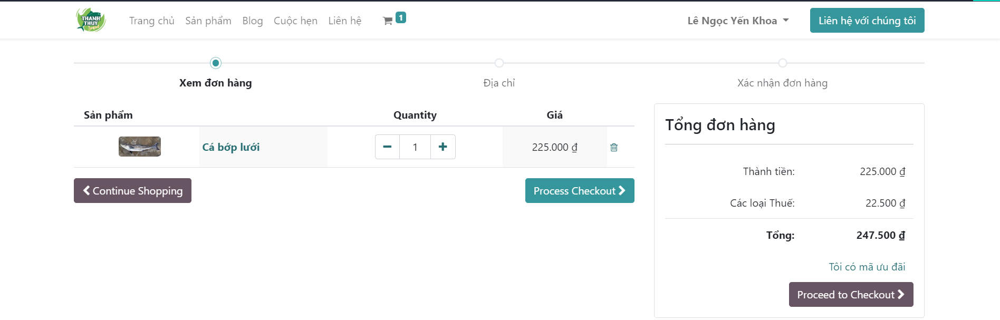 THANH
THUY
Trang chủ Sản phẩm Blog Cuộc hẹn Liên hệ 1 Lê Ngọc Yến Khoa Liên hệ với chúng tôi
Xem đơn hàng Địa chỉ Xác nhận đơn hàng
Sản phẩm Quantity Giá
Cá bớp lưới 1 225.000 ₫
Continue Shopping Process Checkout
Tổng đơn hàng
Thành tiền: 225.000 ₫
Các loại Thuế: 22.500 ₫
Tổng: 247.500 ₫
Tôi có mã ưu đãi
Proceed to Checkout